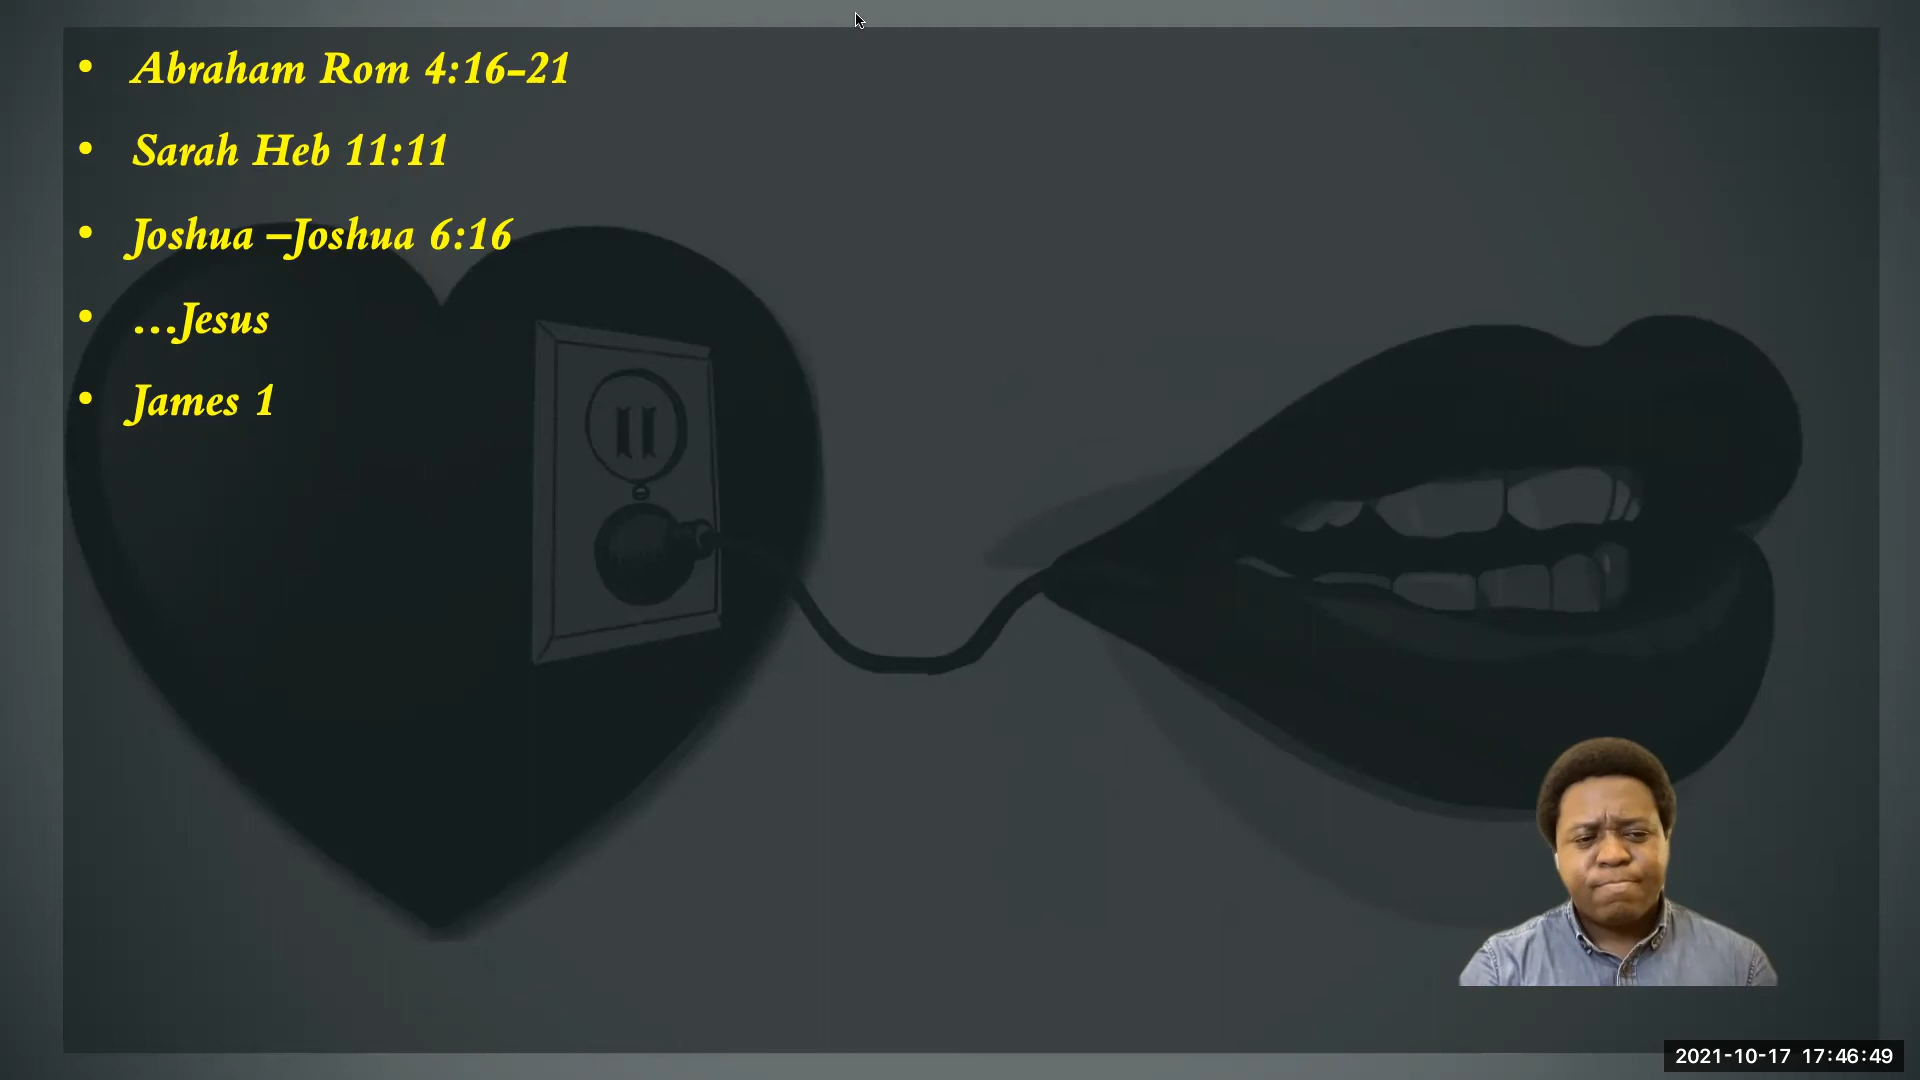 • Abraham Rom 4:16-21
• Sarah Heb 11:11
• Joshua –Joshua 6:16
• ...Jesus
• James 1
2021-10-17 17:46:49